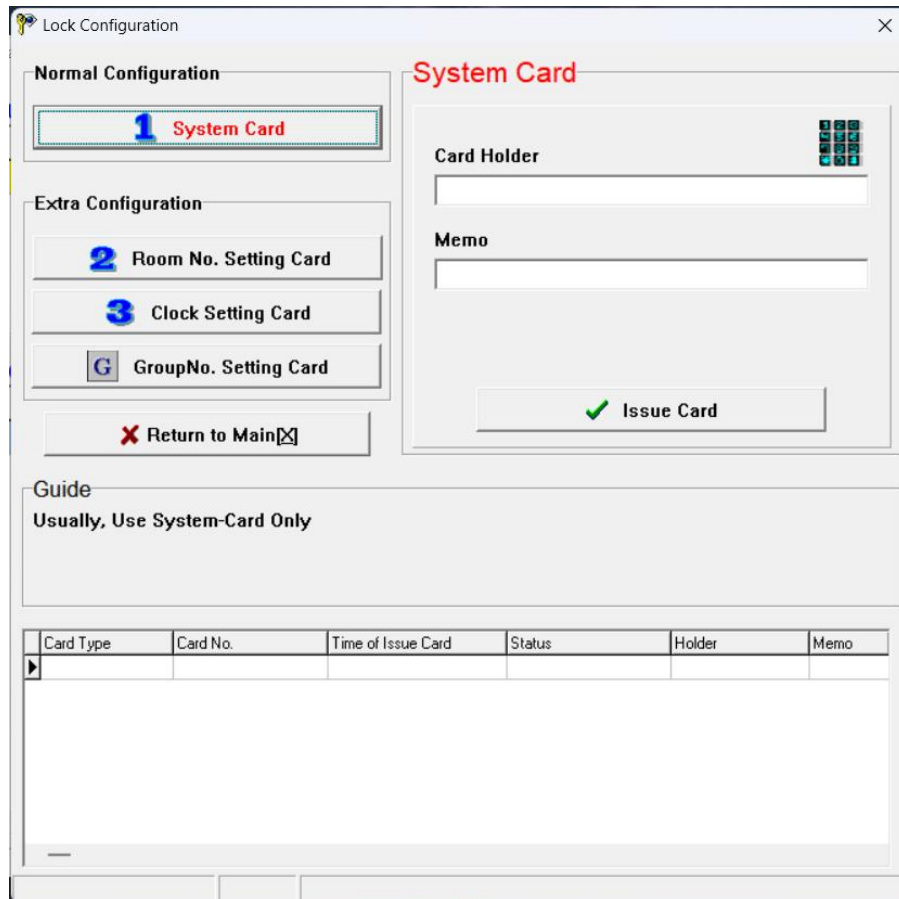 Lock Configuration
Normal Configuration
1 System Card
Extra Configuration
2 Room No. Setting Card
3 Clock Setting Card
G GroupNo. Setting Card
Return to Main[X]
System Card
Card Holder
Memo
Issue Card
Guide
Usually, Use System-Card Only
Card Type Card No. Time of Issue Card Status Holder Memo